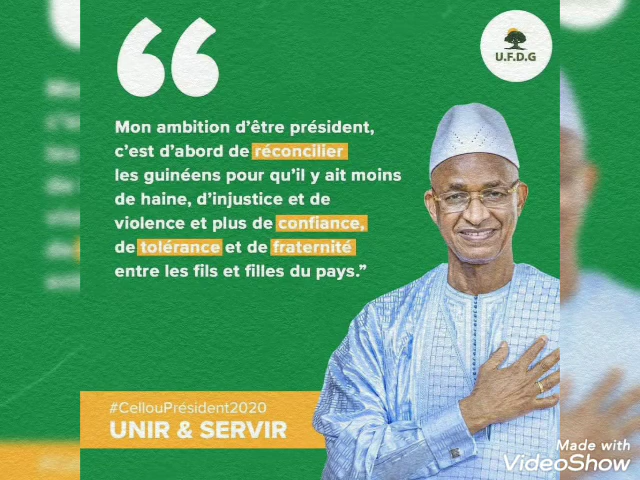 U.F.D.G
Mon ambition d’être président,
c’est d’abord de réconcilier
les guinéens pour qu’il y ait moins
de haine, d’injustice et de
violence et plus de confiance,
de tolérance et de fraternité
entre les fils et filles du pays.”
#CellouPrésident2020
UNIR & SERVIR
Made with
VideoShow